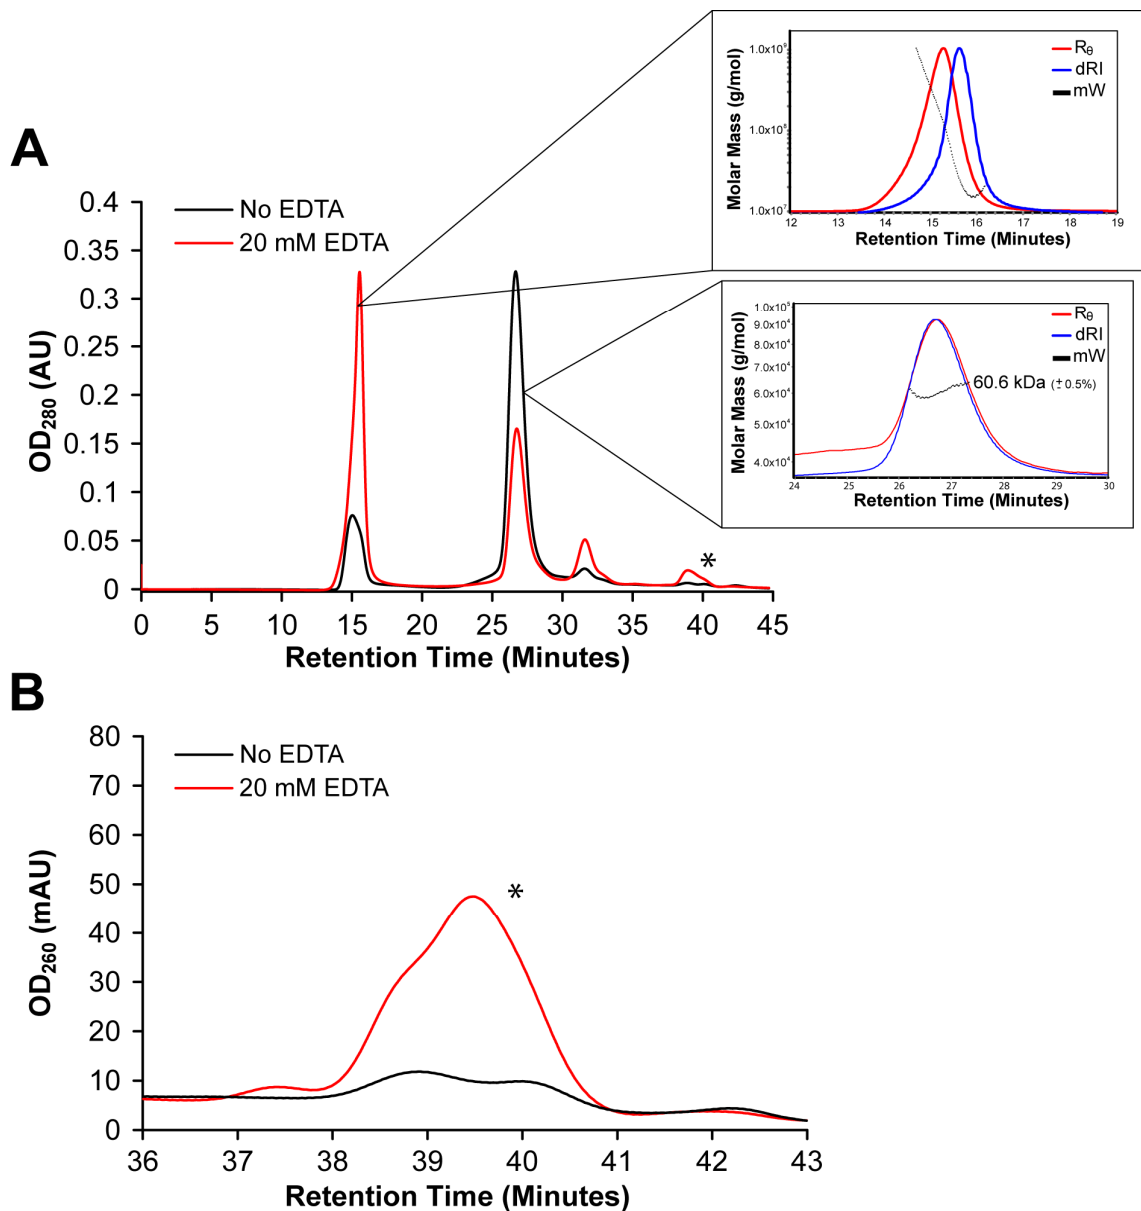 A
No EDTA
20 mM EDTA
OD280 (AU)
0.4
0.35
0.3
0.25
0.2
0.15
0.1
0.05
0
0 5 10 15 20 25 30 35 40 45
Retention Time (Minutes)
*
Rθ
dRI
mW
Molar Mass (g/mol)
1.0x10⁹
1.0x10⁸
1.0x10⁷
12 13 14 15 16 17 18 19
Retention Time (Minutes)
Rθ
dRI
mW
60.6 kDa (±0.5%)
Molar Mass (g/mol)
1.0x10⁵
9.0x10⁴
8.0x10⁴
7.0x10⁴
6.0x10⁴
5.0x10⁴
4.0x10⁴
24 25 26 27 28 29 30
Retention Time (Minutes)
B
No EDTA
20 mM EDTA
*
OD260 (mAU)
80
70
60
50
40
30
20
10
0
36 37 38 39 40 41 42 43
Retention Time (Minutes)